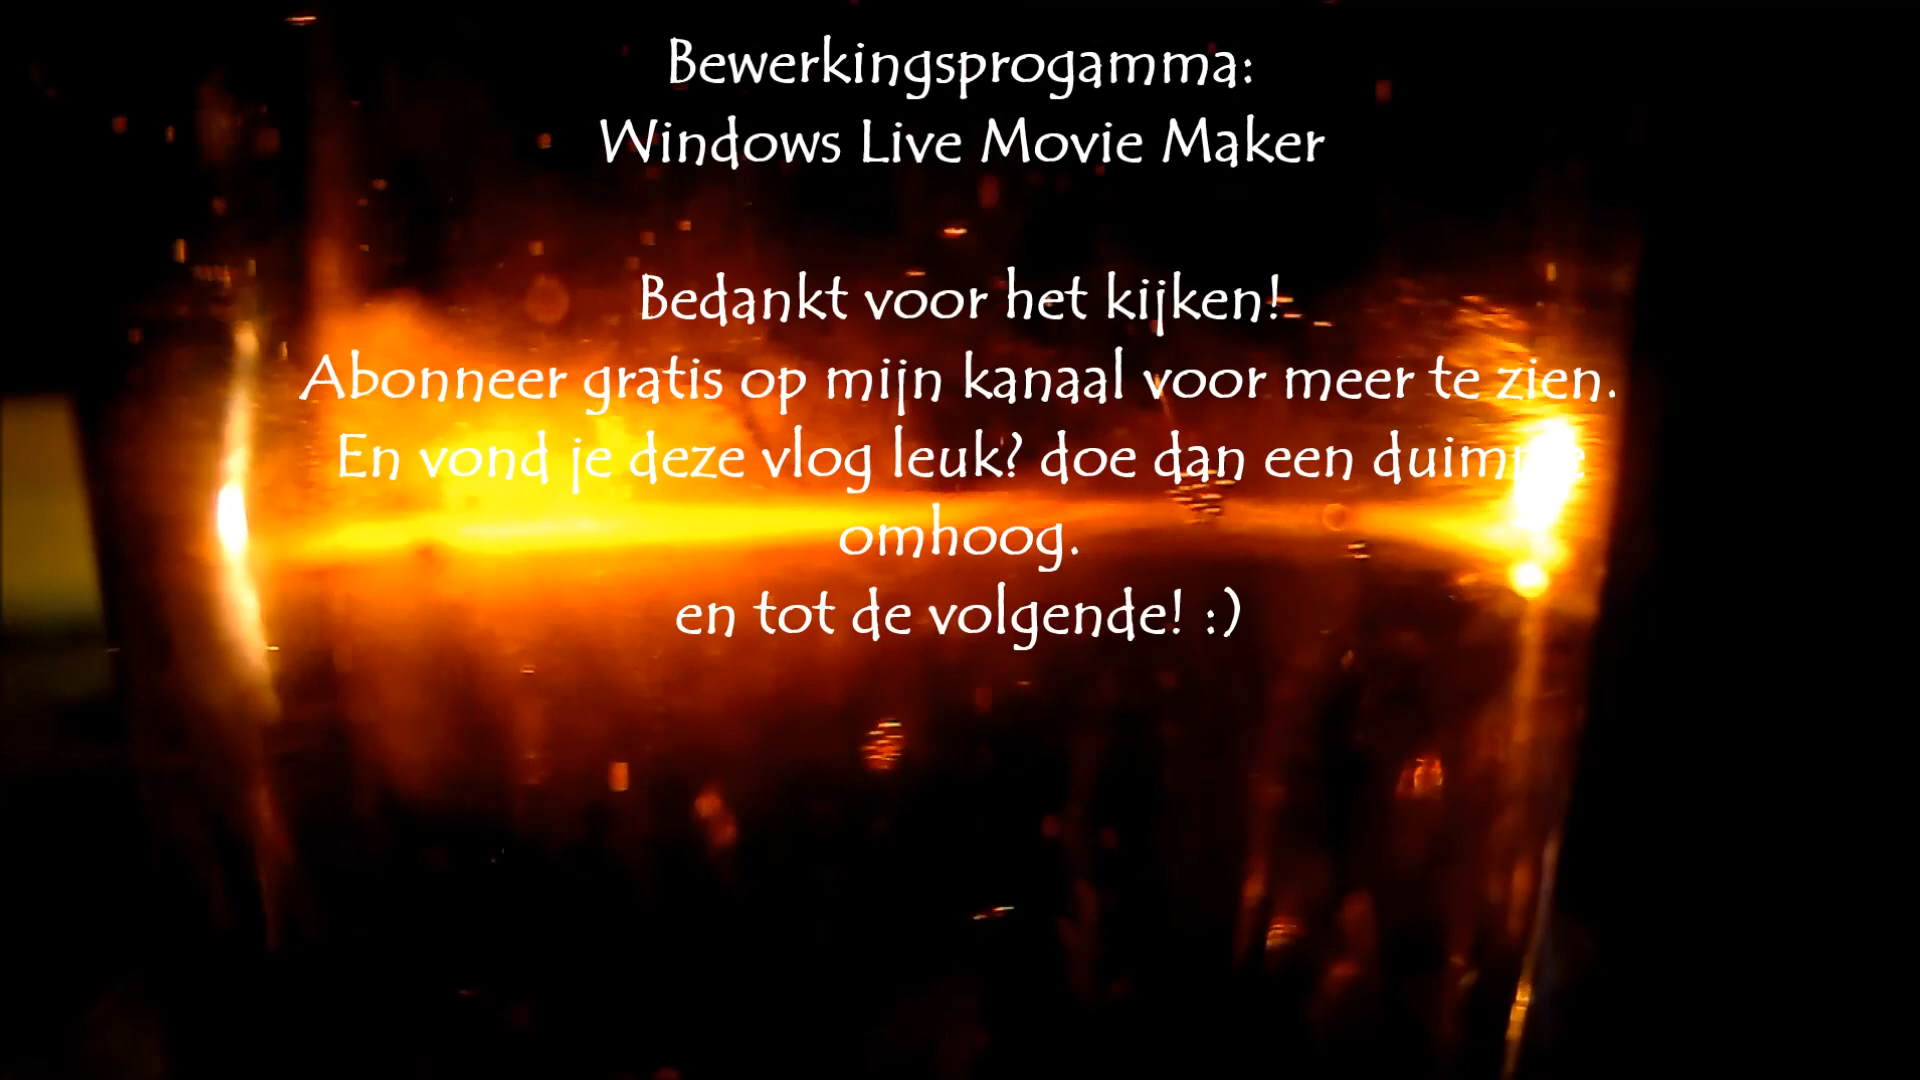 Bewerkingsprogamma:
Windows Live Movie Maker
Bedankt voor het kijken!
Abonneer gratis op mijn kanaal voor meer te zien.
En vond je deze vlog leuk? doe dan een duimpje
omhoog.
en tot de volgende! :)